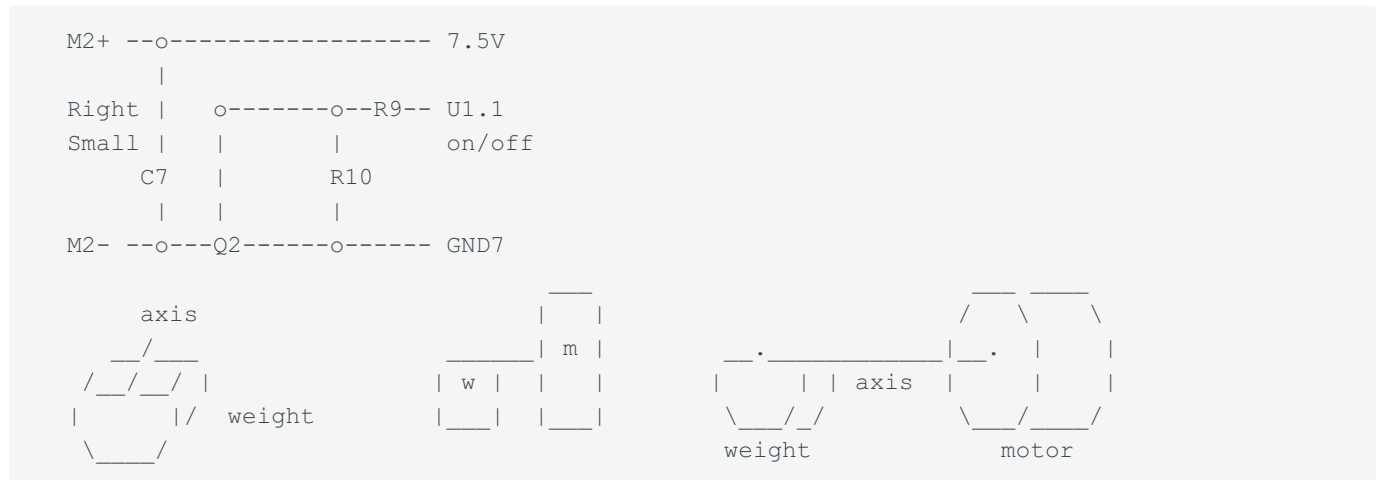 M2+ --o------------------ 7.5V
|
Right | o-------o--R9-- U1.1
Small | | | on/off
C7 | R10
| | |
M2- --o---Q2------o------ GND7
axis
m
w
axis
weight
weight
motor